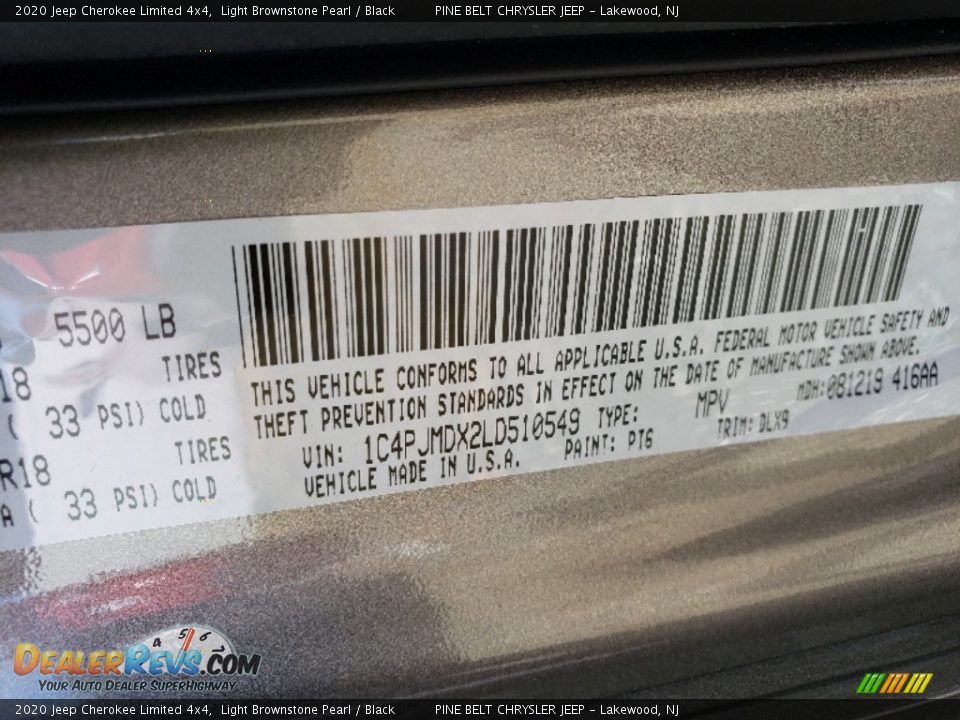 2020 Jeep Cherokee Limited 4x4, Light Brownstone Pearl / Black PINE BELT CHRYSLER JEEP - Lakewood, NJ
5500 LB
18 TIRES
( 33 PSI) COLD
R18 TIRES
A ( 33 PSI) COLD
THIS VEHICLE CONFORMS TO ALL APPLICABLE U.S.A. FEDERAL MOTOR VEHICLE SAFETY AND
THEFT PREVENTION STANDARDS IN EFFECT ON THE DATE OF MANUFACTURE SHOWN ABOVE.
VIN: 1C4PJMDX2LD510549 TYPE: MPV MDH:081219 416AA
VEHICLE MADE IN U.S.A. PAINT: PT6 TRIM: DLX9
4 5 6
DEALERREVS.COM
YOUR AUTO DEALER SUPERHIGHWAY
2020 Jeep Cherokee Limited 4x4, Light Brownstone Pearl / Black PINE BELT CHRYSLER JEEP - Lakewood, NJ